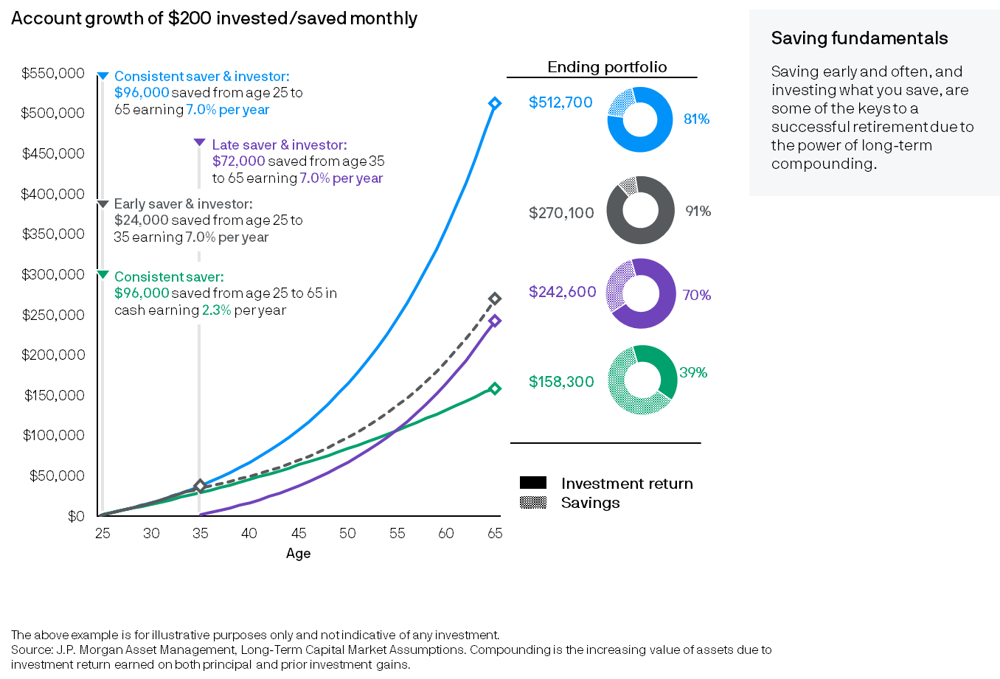 Account growth of $200 invested/saved monthly
Saving fundamentals
Saving early and often, and
investing what you save, are
some of the keys to a
successful retirement due to
the power of long-term
compounding.
$550,000
$500,000
$450,000
$400,000
$350,000
$300,000
$250,000
$200,000
$150,000
$100,000
$50,000
$0
Consistent saver & investor:
$96,000 saved from age 25 to
65 earning 7.0% per year
Late saver & investor:
$72,000 saved from age 35
to 65 earning 7.0% per year
Early saver & investor:
$24,000 saved from age 25 to
35 earning 7.0% per year
Consistent saver:
$96,000 saved from age 25 to 65 in
cash earning 2.3% per year
25 30 35 40 45 50 55 60 65
Age
Ending portfolio
$512,700 81%
$270,100 91%
$242,600 70%
$158,300 39%
Investment return
Savings
The above example is for illustrative purposes only and not indicative of any investment.
Source: J.P. Morgan Asset Management, Long-Term Capital Market Assumptions. Compounding is the increasing value of assets due to
investment return earned on both principal and prior investment gains.